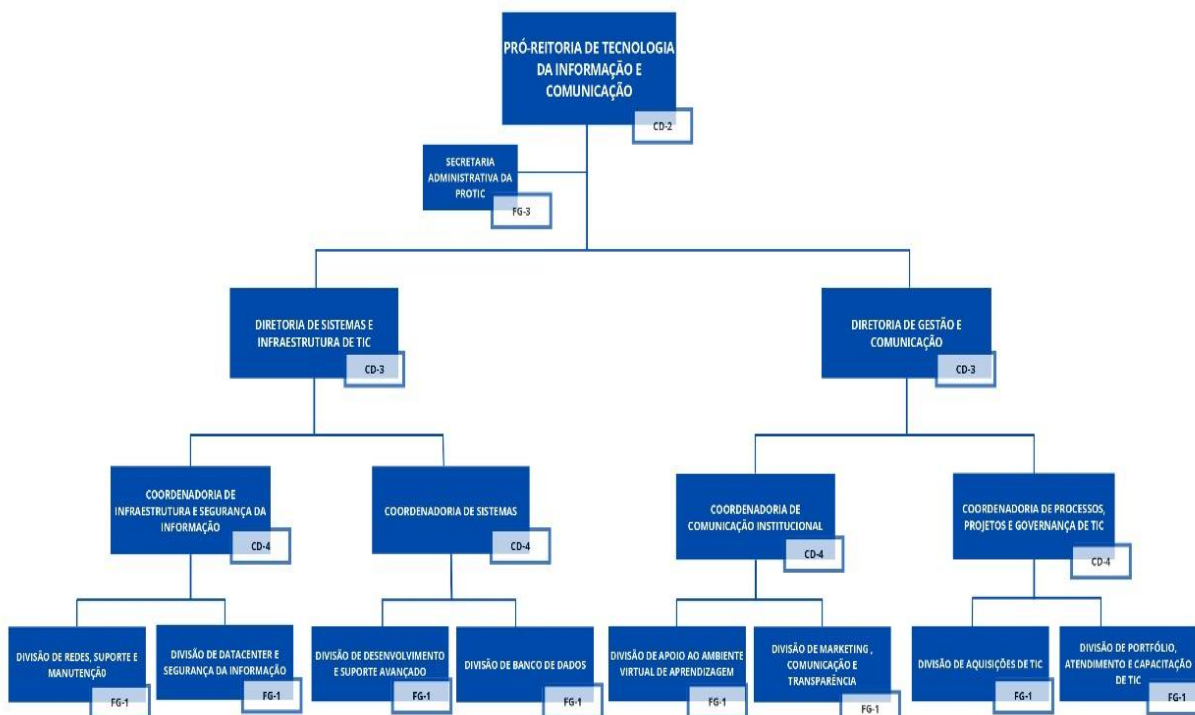 PRÓ-REITORIA DE TECNOLOGIA
DA INFORMAÇÃO E
COMUNICAÇÃO
CD-2
SECRETARIA
ADMINISTRATIVA DA
PROTIC
FG-3
DIRETORIA DE SISTEMAS E
INFRAESTRUTURA DE TIC
CD-3
DIRETORIA DE GESTÃO E
COMUNICAÇÃO
CD-3
COORDENADORIA DE
INFRAESTRUTURA E SEGURANÇA DA
INFORMAÇÃO
CD-4
COORDENADORIA DE SISTEMAS
CD-4
COORDENADORIA DE
COMUNICAÇÃO INSTITUCIONAL
CD-4
COORDENADORIA DE PROCESSOS,
PROJETOS E GOVERNANÇA DE TIC
CD-4
DIVISÃO DE REDES, SUPORTE E
MANUTENÇÃO
FG-1
DIVISÃO DE DATACENTER E
SEGURANÇA DA INFORMAÇÃO
FG-1
DIVISÃO DE DESENVOLVIMENTO
E SUPORTE AVANÇADO
FG-1
DIVISÃO DE BANCO DE DADOS
FG-1
DIVISÃO DE APOIO AO AMBIENTE
VIRTUAL DE APRENDIZAGEM
FG-1
DIVISÃO DE MARKETING ,
COMUNICAÇÃO E
TRANSPARÊNCIA
FG-1
DIVISÃO DE AQUISIÇÕES DE TIC
FG-1
DIVISÃO DE PORTFÓLIO,
ATENDIMENTO E CAPACITAÇÃO
DE TIC
FG-1